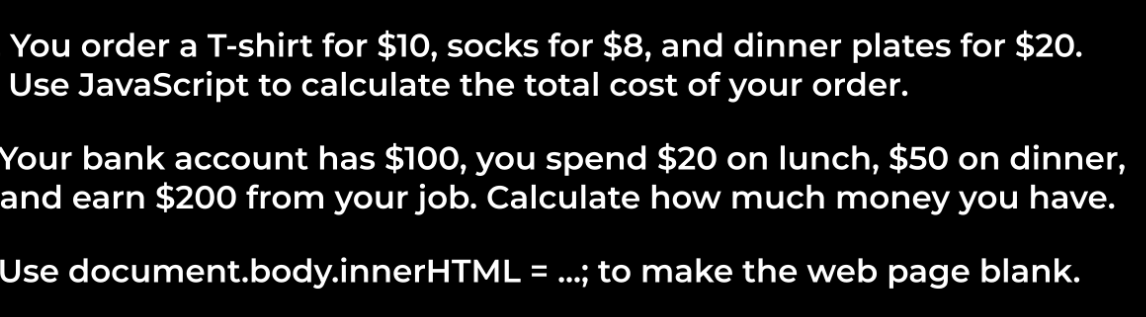 You order a T-shirt for $10, socks for $8, and dinner plates for $20.
Use JavaScript to calculate the total cost of your order.
Your bank account has $100, you spend $20 on lunch, $50 on dinner,
and earn $200 from your job. Calculate how much money you have.
Use document.body.innerHTML = ...; to make the web page blank.